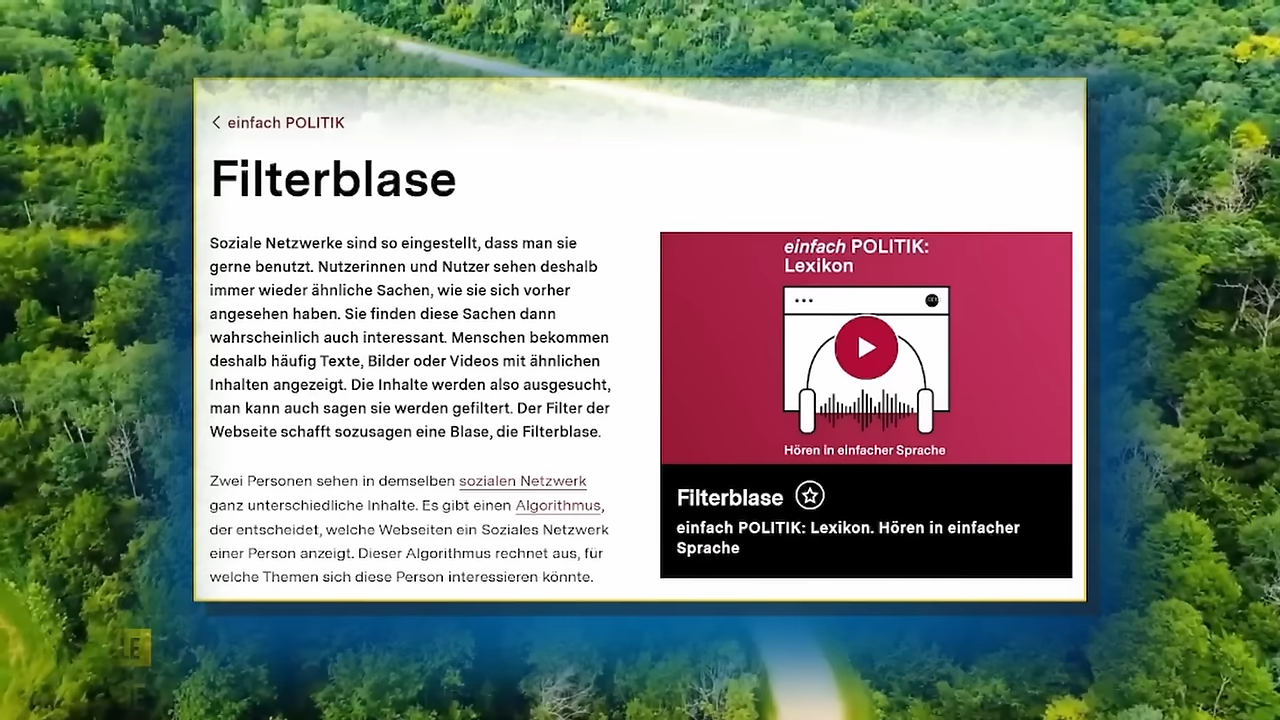 einfach POLITIK
Filterblase
Soziale Netzwerke sind so eingestellt, dass man sie
gerne benutzt. Nutzerinnen und Nutzer sehen deshalb
immer wieder ähnliche Sachen, wie sie sich vorher
angesehen haben. Sie finden diese Sachen dann
wahrscheinlich auch interessant. Menschen bekommen
deshalb häufig Texte, Bilder oder Videos mit ähnlichen
Inhalten angezeigt. Die Inhalte werden also ausgesucht,
man kann auch sagen sie werden gefiltert. Der Filter der
Webseite schafft sozusagen eine Blase, die Filterblase.
Zwei Personen sehen in demselben sozialen Netzwerk
ganz unterschiedliche Inhalte. Es gibt einen Algorithmus,
der entscheidet, welche Webseiten ein Soziales Netzwerk
einer Person anzeigt. Dieser Algorithmus rechnet aus, für
welche Themen sich diese Person interessieren könnte.
einfach POLITIK:
Lexikon
Hören in einfacher Sprache
Filterblase
einfach POLITIK: Lexikon. Hören in einfacher
Sprache